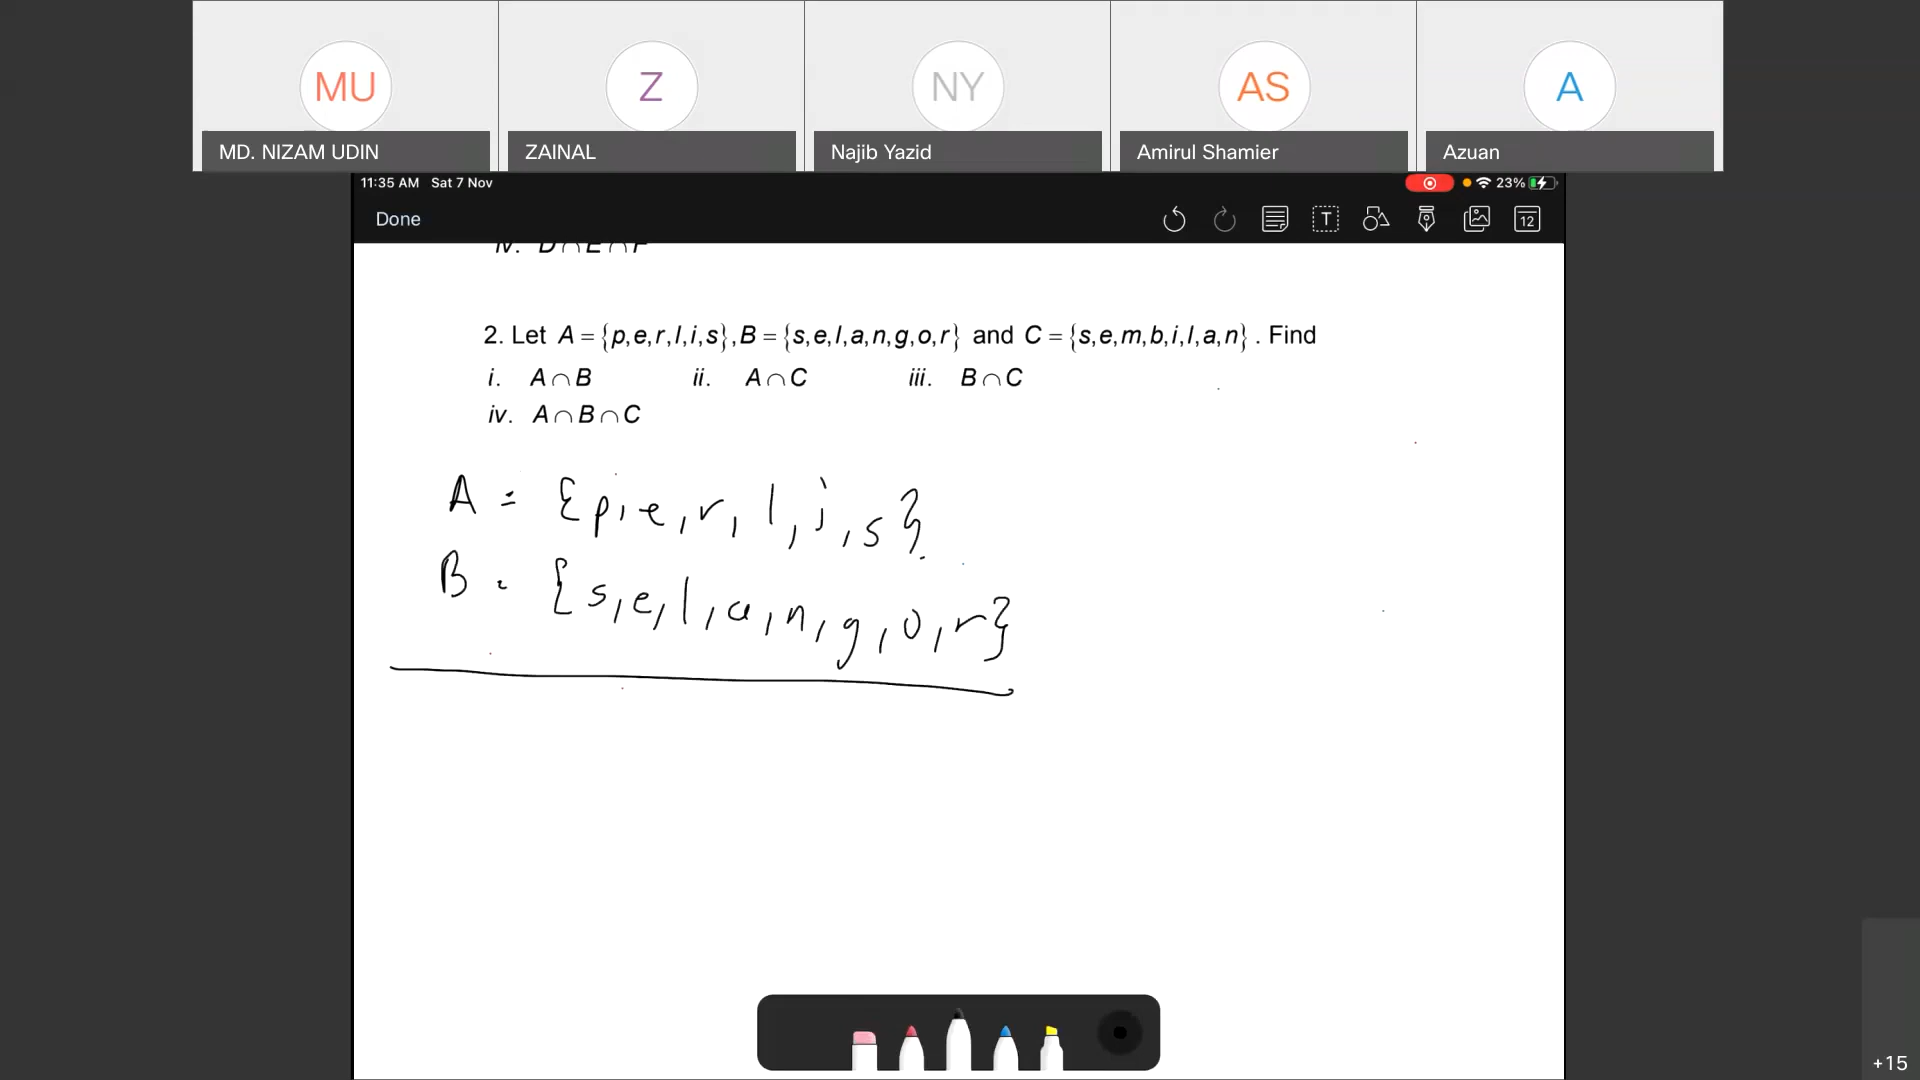 MU Z NY AS A
MD. NIZAM UDIN ZAINAL Najib Yazid Amirul Shamier Azuan
11:35 AM Sat 7 Nov 23%
Done T 12
iv. D∩E∩F
2. Let A = {p,e,r,l,i,s}, B = {s,e,l,a,n,g,o,r} and C = {s,e,m,b,i,l,a,n} . Find
i. A∩B ii. A∩C iii. B∩C
iv. A∩B∩C
A = {p,e,r,l,i,s}
B = {s,e,l,a,n,g,o,r}
+15